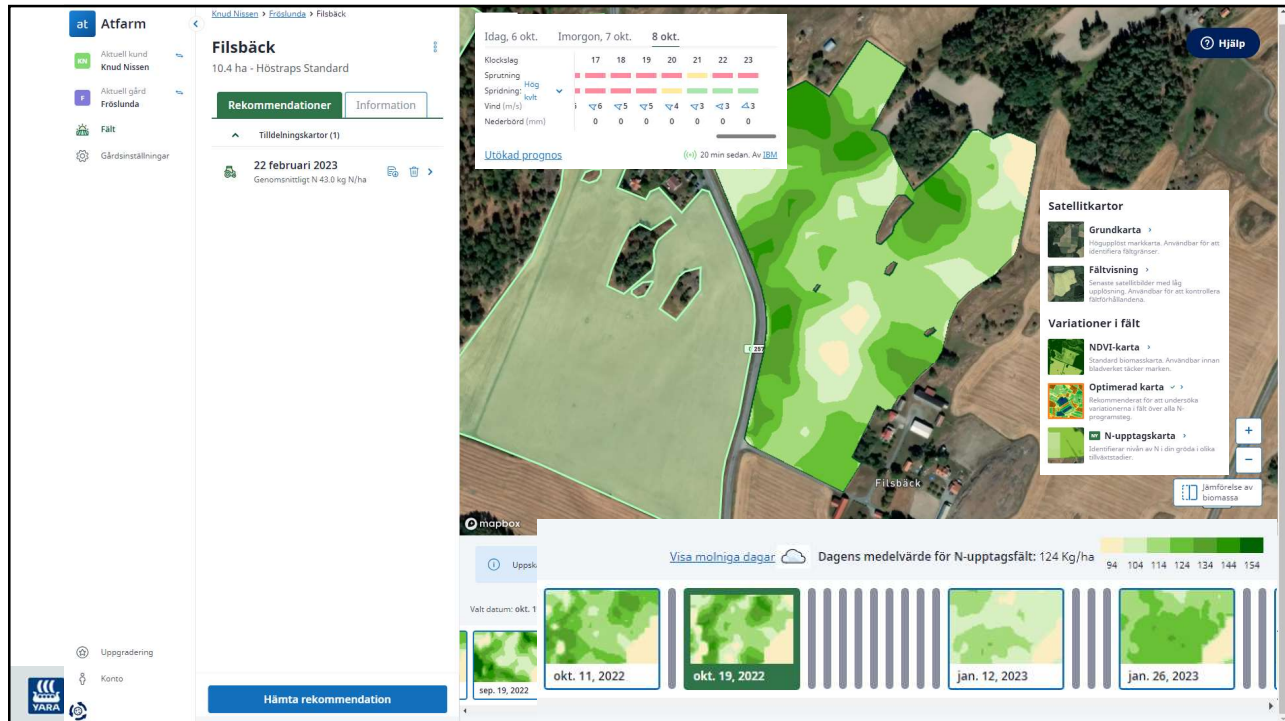 at Atfarm
KN
Aktuell kund
Knud Nissen
F
Aktuell gård
Fröslunda
Fält
Gårdsinställningar
Uppgradering
Konto
YARA
Knud Nissen > Fröslunda > Filsbäck
Filsbäck
10.4 ha - Höstraps Standard
Rekommendationer
Information
Tilldelningskartor (1)
22 februari 2023
Genomsnittligt N 43.0 kg N/ha
Hämta rekommendation
Idag, 6 okt. Imorgon, 7 okt. 8 okt.
Klockslag 17 18 19 20 21 22 23
Sprutning
Spridning: Hög
kvlt
Vind (m/s) 6 5 5 4 3 3 3
Nederbörd (mm) 0 0 0 0 0 0 0
Utökad prognos
20 min sedan. Av IBM
Hjälp
257
Filsbäck
mapbox
Satellitkartor
Grundkarta
Högupplöst markkarta. Användbar för att
identifiera fältgränser.
Fältvisning
Senaste satellitbilder med låg
upplösning. Användbar för att kontrollera
fältförhållandena.
Variationer i fält
NDVI-karta
Standard biomasskarta. Användbar innan
bladverket täcker marken.
Optimerad karta
Rekommenderat för att undersöka
variationerna i fält över alla N-
programsteg.
NY N-upptagskarta
Identifierar nivån av N i din gröda i olika
tillväxtstadier.
+
−
Jämförelse av
biomassa
Uppsk
Visa molniga dagar
Dagens medelvärde för N-upptagsfält: 124 Kg/ha
94 104 114 124 134 144 154
Valt datum: okt. 1
sep. 19, 2022
okt. 11, 2022
okt. 19, 2022
jan. 12, 2023
jan. 26, 2023